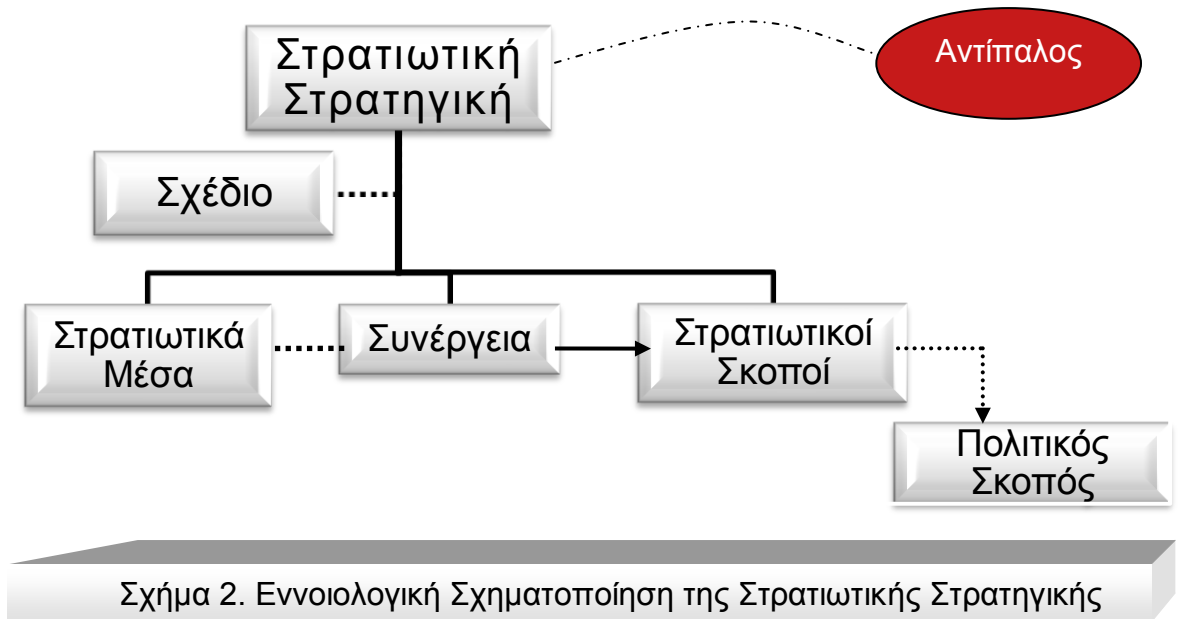 Στρατιωτική
Στρατηγική
Αντίπαλος
Σχέδιο
Στρατιωτικά
Μέσα
Συνέργεια
Στρατιωτικοί
Σκοποί
Πολιτικός
Σκοπός
Σχήμα 2. Εννοιολογική Σχηματοποίηση της Στρατιωτικής Στρατηγικής